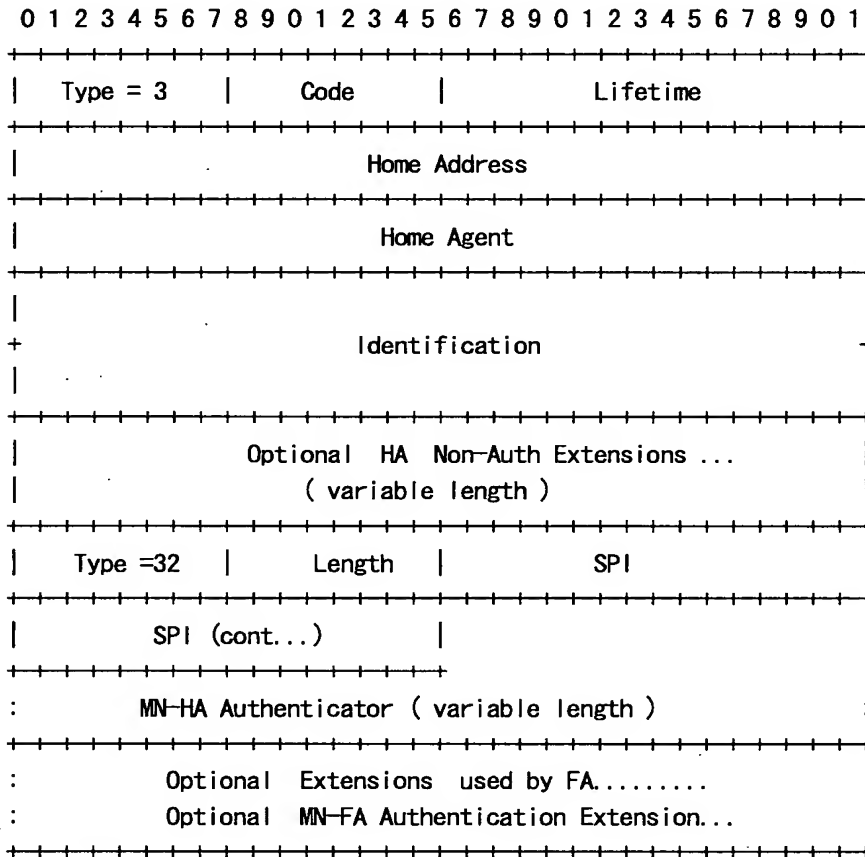 0 1 2 3 4 5 6 7 8 9 0 1 2 3 4 5 6 7 8 9 0 1 2 3 4 5 6 7 8 9 0 1
+-+-+-+-+-+-+-+-+-+-+-+-+-+-+-+-+-+-+-+-+-+-+-+-+-+-+-+-+-+-+-+-+
| Type = 3 | Code | Lifetime
+-+-+-+-+-+-+-+-+-+-+-+-+-+-+-+-+-+-+-+-+-+-+-+-+-+-+-+-+-+-+-+-+
| Home Address
+-+-+-+-+-+-+-+-+-+-+-+-+-+-+-+-+-+-+-+-+-+-+-+-+-+-+-+-+-+-+-+-+
| Home Agent
+-+-+-+-+-+-+-+-+-+-+-+-+-+-+-+-+-+-+-+-+-+-+-+-+-+-+-+-+-+-+-+-+
|
+ Identification -
|
+-+-+-+-+-+-+-+-+-+-+-+-+-+-+-+-+-+-+-+-+-+-+-+-+-+-+-+-+-+-+-+-+
| Optional HA Non-Auth Extensions ...
| ( variable length )
+-+-+-+-+-+-+-+-+-+-+-+-+-+-+-+-+-+-+-+-+-+-+-+-+-+-+-+-+-+-+-+-+
| Type =32 | Length | SPI
+-+-+-+-+-+-+-+-+-+-+-+-+-+-+-+-+-+-+-+-+-+-+-+-+-+-+-+-+-+-+-+-+
| SPI (cont...) |
+-+-+-+-+-+-+-+-+-+-+-+-+-+-+-+-+
: MN-HA Authenticator ( variable length ) :
+-+-+-+-+-+-+-+-+-+-+-+-+-+-+-+-+-+-+-+-+-+-+-+-+-+-+-+-+-+-+-+-+
: Optional Extensions used by FA.........
: Optional MN-FA Authentication Extension...
+-+-+-+-+-+-+-+-+-+-+-+-+-+-+-+-+-+-+-+-+-+-+-+-+-+-+-+-+-+-+-+-+